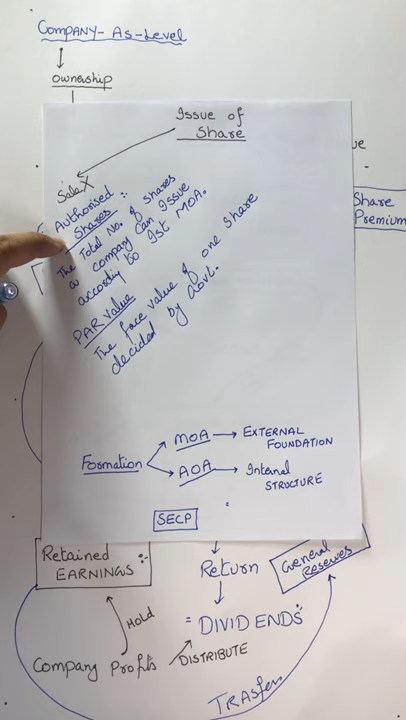 COMPANY- AS-LEVEL
ownership
Issue of
Share
Sale X
Authorised
Shares :-
The Total No. of shares
a company can Issue
accordig to Ist MOA.
PAR value
The face value of one share
decided by Govt.
Share
Premium
Formation
MOA → EXTERNAL
FOUNDATION
AOA → Internal
STRUCTURE
SECP
Retained :-
EARNINGS
Return
General
Reserves
HOLD
= DIVIDENDS:
Company Profits
DISTRIBUTE
TRASfer